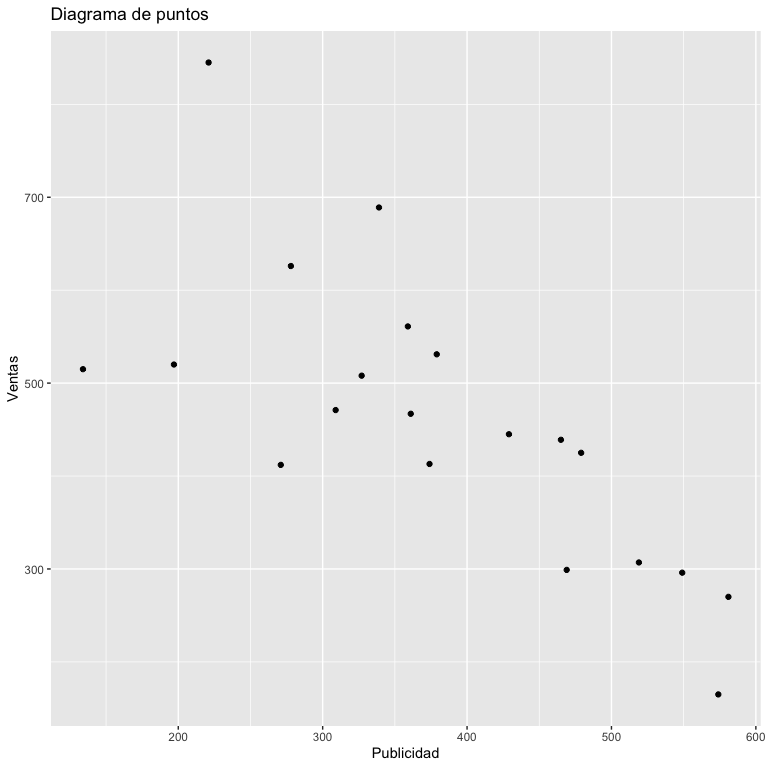 Diagrama de puntos
Ventas
700
500
300
200 300 400 500 600
Publicidad